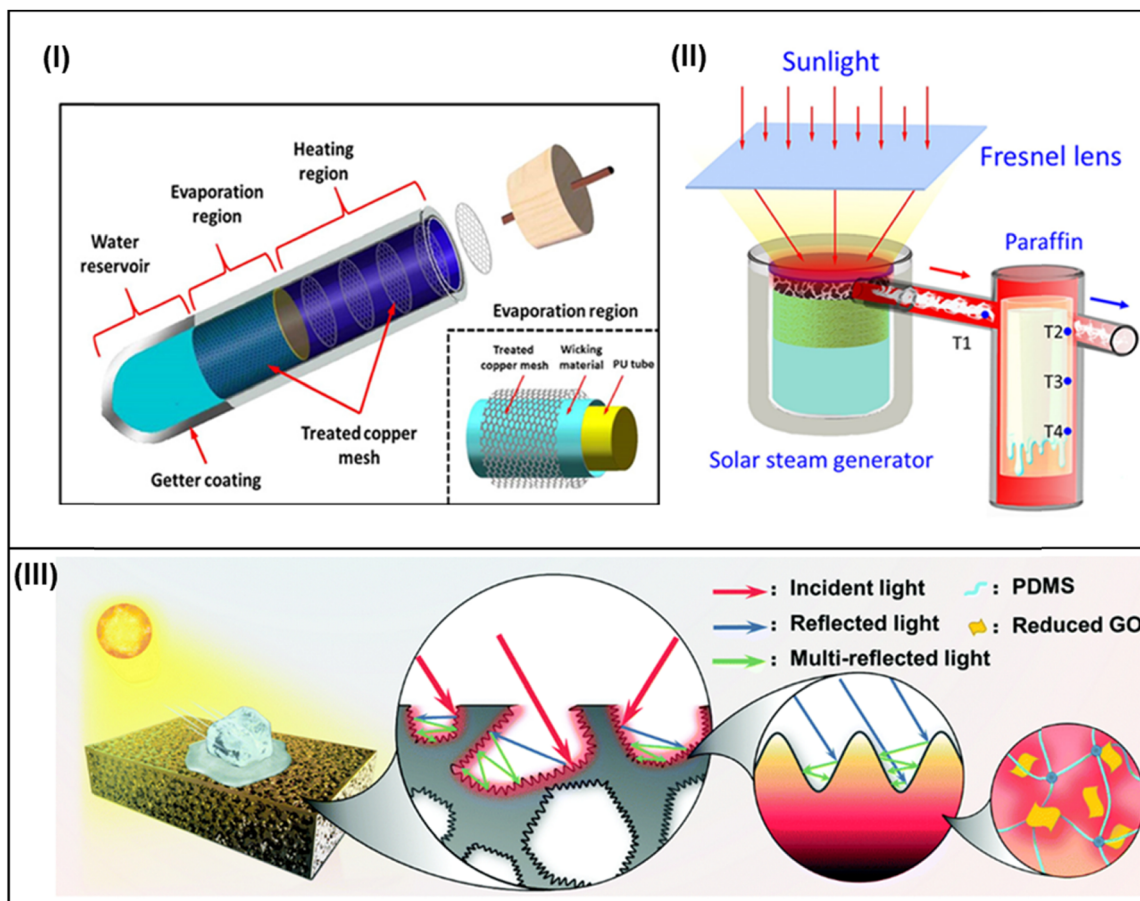 (I)
Heating
region
Evaporation
region
Water
reservoir
Treated copper
mesh
Getter coating
Evaporation region
Treated
copper mesh
Wicking
material
PU tube
(II)
Sunlight
Fresnel lens
Paraffin
T1
T2
T3
T4
Solar steam generator
(III)
: Incident light
: PDMS
: Reflected light
: Reduced GO
: Multi-reflected light